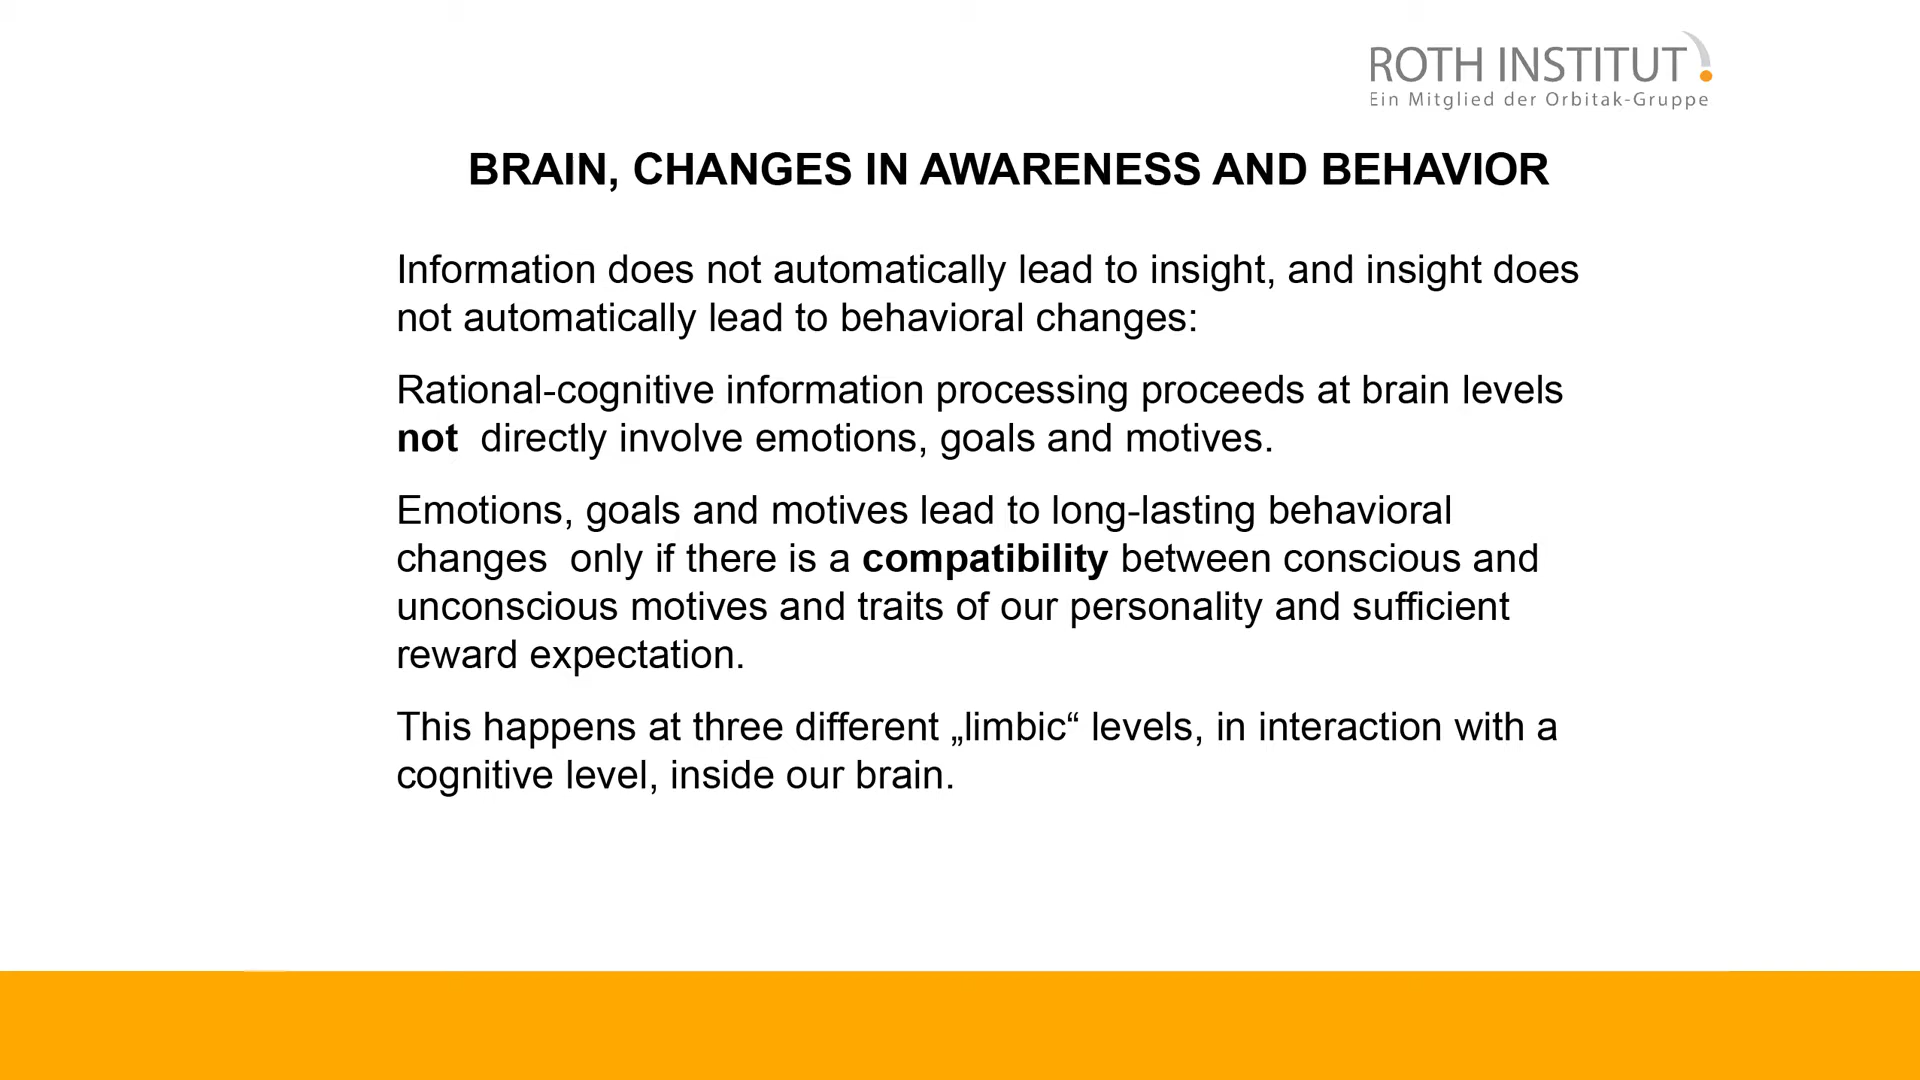 ROTH INSTITUT
Ein Mitglied der Orbitak-Gruppe
BRAIN, CHANGES IN AWARENESS AND BEHAVIOR
Information does not automatically lead to insight, and insight does
not automatically lead to behavioral changes:
Rational-cognitive information processing proceeds at brain levels
not directly involve emotions, goals and motives.
Emotions, goals and motives lead to long-lasting behavioral
changes only if there is a compatibility between conscious and
unconscious motives and traits of our personality and sufficient
reward expectation.
This happens at three different „limbic“ levels, in interaction with a
cognitive level, inside our brain.